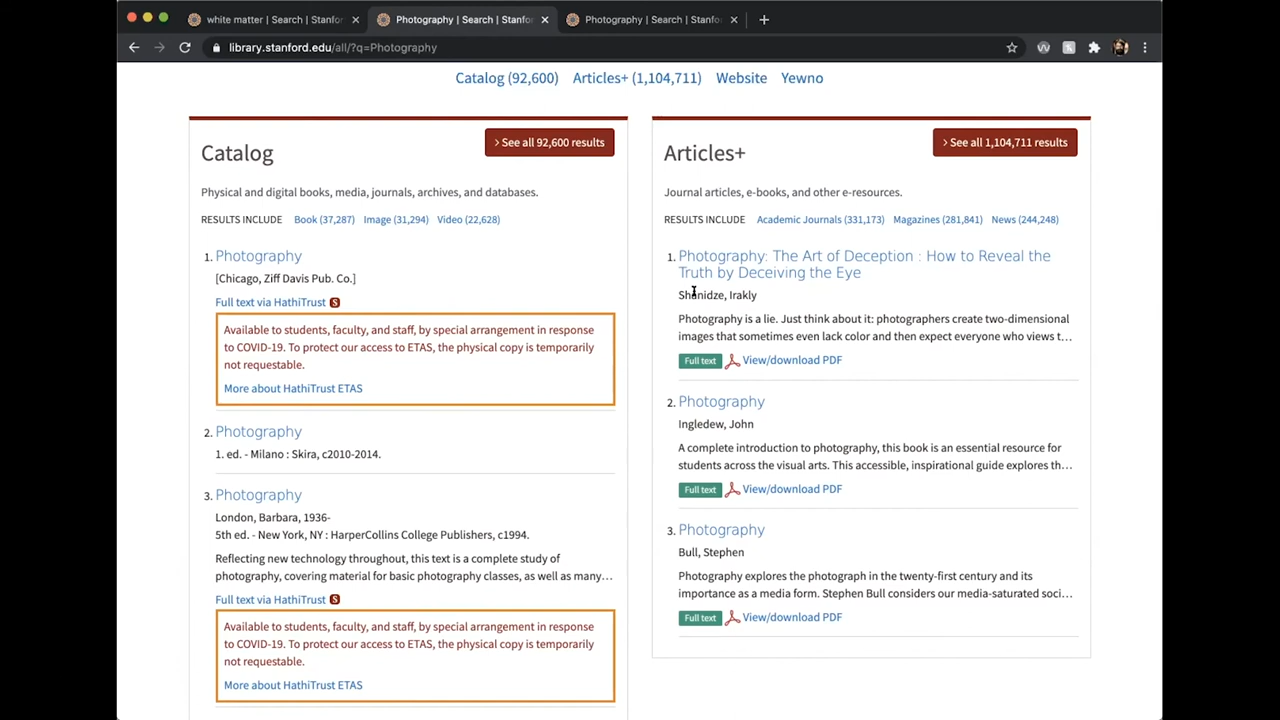 white matter | Search | Stanfor
Photography | Search | Stanfo
Photography | Search | Stanfo
library.stanford.edu/all/?q=Photography
Catalog (92,600) Articles+ (1,104,711) Website Yewno
Catalog
> See all 92,600 results
Physical and digital books, media, journals, archives, and databases.
RESULTS INCLUDE Book (37,287) Image (31,294) Video (22,628)
1. Photography
[Chicago, Ziff Davis Pub. Co.]
Full text via HathiTrust S
Available to students, faculty, and staff, by special arrangement in response
to COVID-19. To protect our access to ETAS, the physical copy is temporarily
not requestable.
More about HathiTrust ETAS
2. Photography
1. ed. - Milano : Skira, c2010-2014.
3. Photography
London, Barbara, 1936-
5th ed. - New York, NY : HarperCollins College Publishers, c1994.
Reflecting new technology throughout, this text is a complete study of
photography, covering material for basic photography classes, as well as many…
Full text via HathiTrust S
Available to students, faculty, and staff, by special arrangement in response
to COVID-19. To protect our access to ETAS, the physical copy is temporarily
not requestable.
More about HathiTrust ETAS
Articles+
> See all 1,104,711 results
Journal articles, e-books, and other e-resources.
RESULTS INCLUDE Academic Journals (331,173) Magazines (281,841) News (244,248)
1. Photography: The Art of Deception : How to Reveal the
Truth by Deceiving the Eye
Shanidze, Irakly
Photography is a lie. Just think about it: photographers create two-dimensional
images that sometimes even lack color and then expect everyone who views t…
Full text View/download PDF
2. Photography
Ingledew, John
A complete introduction to photography, this book is an essential resource for
students across the visual arts. This accessible, inspirational guide explores th…
Full text View/download PDF
3. Photography
Bull, Stephen
Photography explores the photograph in the twenty-first century and its
importance as a media form. Stephen Bull considers our media-saturated soci…
Full text View/download PDF